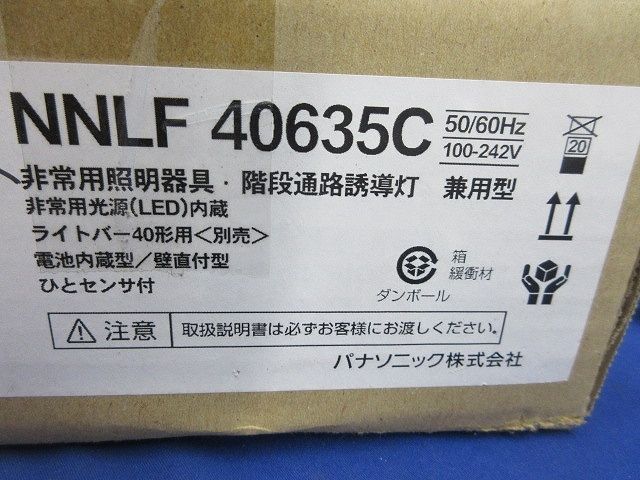 NNLF 40635C
50/60Hz
100-242V
20
非常用照明器具・階段通路誘導灯 兼用型
非常用光源(LED)内蔵
ライトバー40形用<別売>
電池内蔵型/壁直付型
ひとセンサ付
箱
緩衝材
ダンボール
注意 取扱説明書は必ずお客様にお渡しください。
パナソニック株式会社